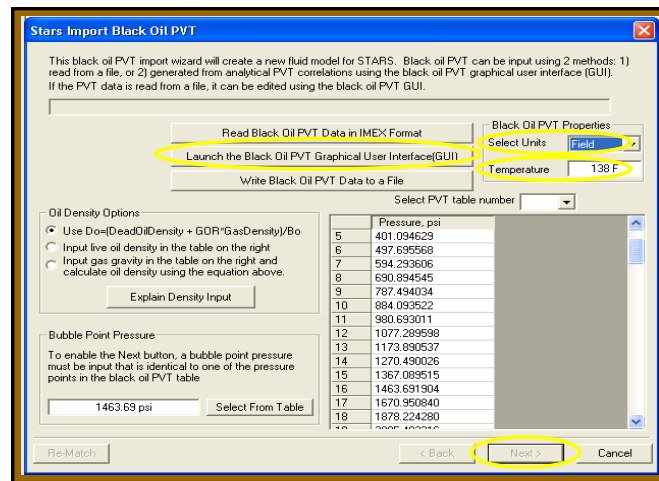 Stars Import Black Oil PVT
This black oil PVT import wizard will create a new fluid model for STARS. Black oil PVT can be input using 2 methods: 1)
read from a file, or 2) generated from analytical PVT correlations using the black oil PVT graphical user interface (GUI).
If the PVT data is read from a file, it can be edited using the black oil PVT GUI.
Read Black Oil PVT Data in IMEX Format
Launch the Black Oil PVT Graphical User Interface(GUI)
Write Black Oil PVT Data to a File
Black Oil PVT Properties
Select Units Field
Temperature 138 F
Select PVT table number
Oil Density Options
Use Do=(DeadOilDensity + GOR*GasDensity)/Bo
Input live oil density in the table on the right
Input gas gravity in the table on the right and
calculate oil density using the equation above.
Explain Density Input
Bubble Point Pressure
To enable the Next button, a bubble point pressure
must be input that is identical to one of the pressure
points in the black oil PVT table
1463.69 psi Select From Table
Pressure, psi
5 401.094629
6 497.695568
7 594.293606
8 690.894545
9 787.494034
10 884.093522
11 980.693011
12 1077.289598
13 1173.890537
14 1270.490026
15 1367.089515
16 1463.691904
17 1670.950840
18 1878.224280
Re-Match
< Back
Next >
Cancel